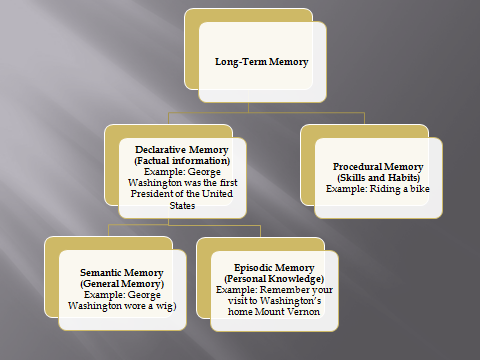 Long-Term Memory
Declarative Memory
(Factual information)
Example: George
Washington was the first
President of the United
States
Procedural Memory
(Skills and Habits)
Example: Riding a bike
Semantic Memory
(General Memory)
Example: George
Washington wore a wig)
Episodic Memory
(Personal Knowledge)
Example: Remember your
visit to Washington's
home Mount Vernon